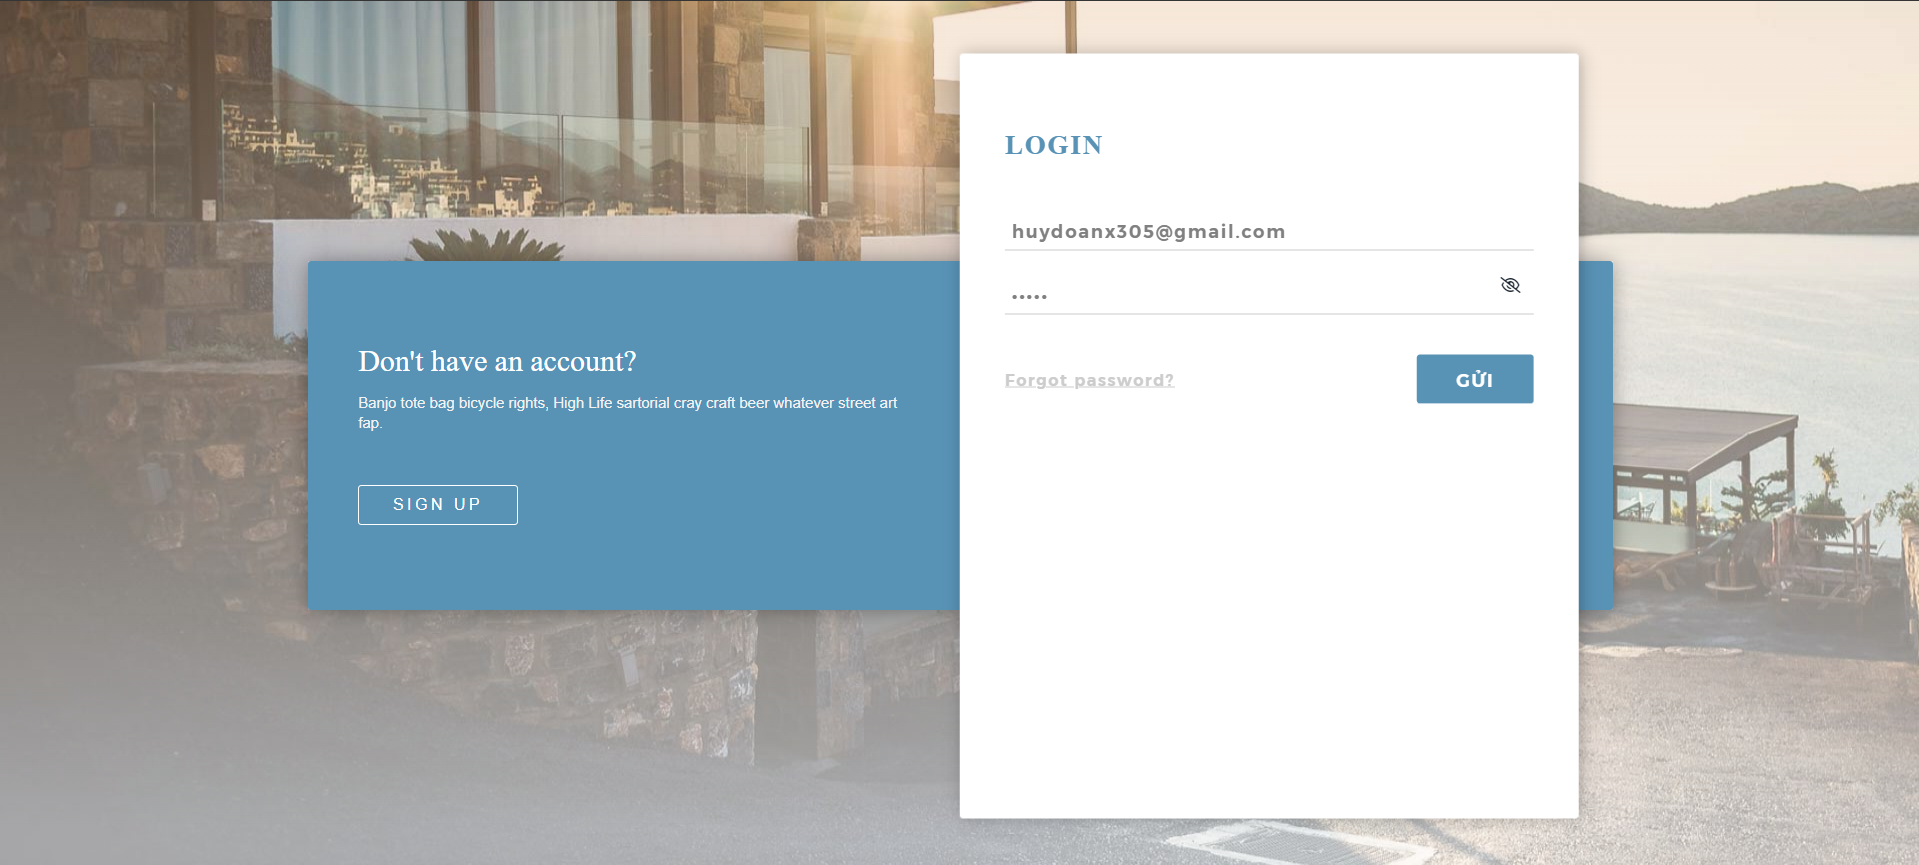 LOGIN
huydoanx305@gmail.com
•••••
Forgot password?
GỬI
Don't have an account?
Banjo tote bag bicycle rights, High Life sartorial cray craft beer whatever street art
fap.
SIGN UP